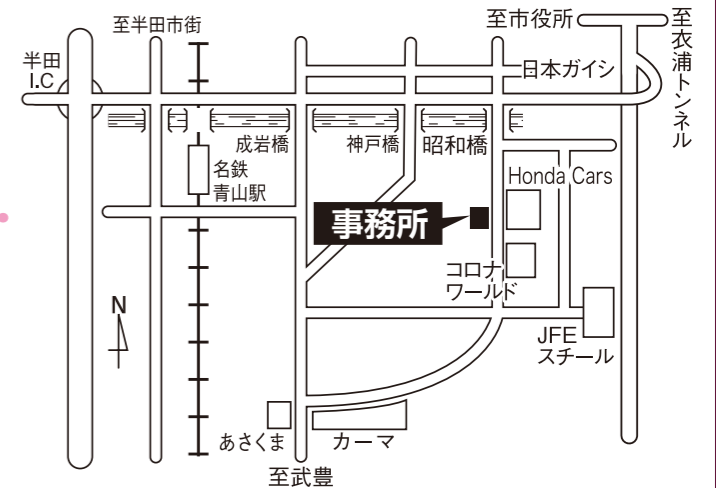 至半田市街
至市役所
至衣浦トンネル
半田
I.C
日本ガイシ
成岩橋
神戸橋
昭和橋
名鉄
青山駅
Honda Cars
事務所
コロナ
ワールド
N
JFE
スチール
あさくま
カーマ
至武豊